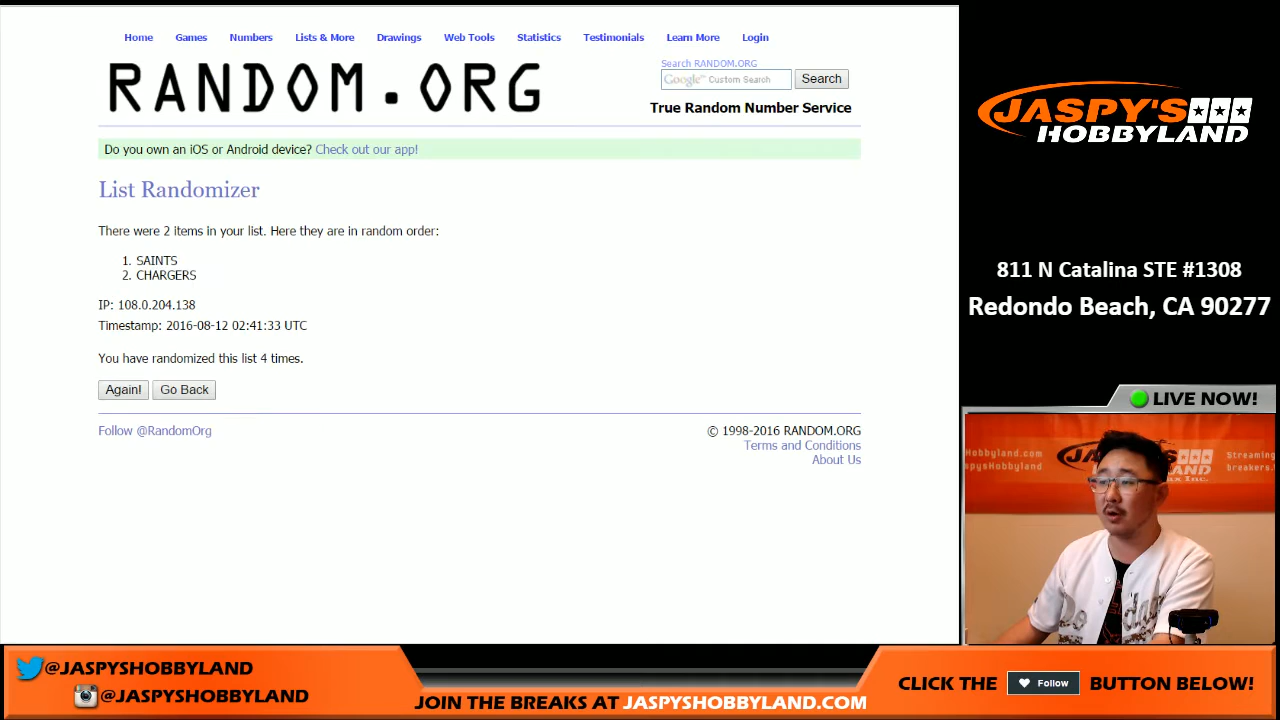 Home Games Numbers Lists & More Drawings Web Tools Statistics Testimonials Learn More Login
RANDOM.ORG
Search RANDOM.ORG
Google™ Custom Search Search
True Random Number Service
Do you own an iOS or Android device? Check out our app!
List Randomizer
There were 2 items in your list. Here they are in random order:
1. SAINTS
2. CHARGERS
IP: 108.0.204.138
Timestamp: 2016-08-12 02:41:33 UTC
You have randomized this list 4 times.
Again! Go Back
Follow @RandomOrg
© 1998-2016 RANDOM.ORG
Terms and Conditions
About Us
JASPY'S
HOBBYLAND
811 N Catalina STE #1308
Redondo Beach, CA 90277
LIVE NOW!
Hobbyland.com
spysHobbyland
Streaming
breakers.
@JASPYSHOBBYLAND
@JASPYSHOBBYLAND
JOIN THE BREAKS AT JASPYSHOBBYLAND.COM
CLICK THE Follow BUTTON BELOW!